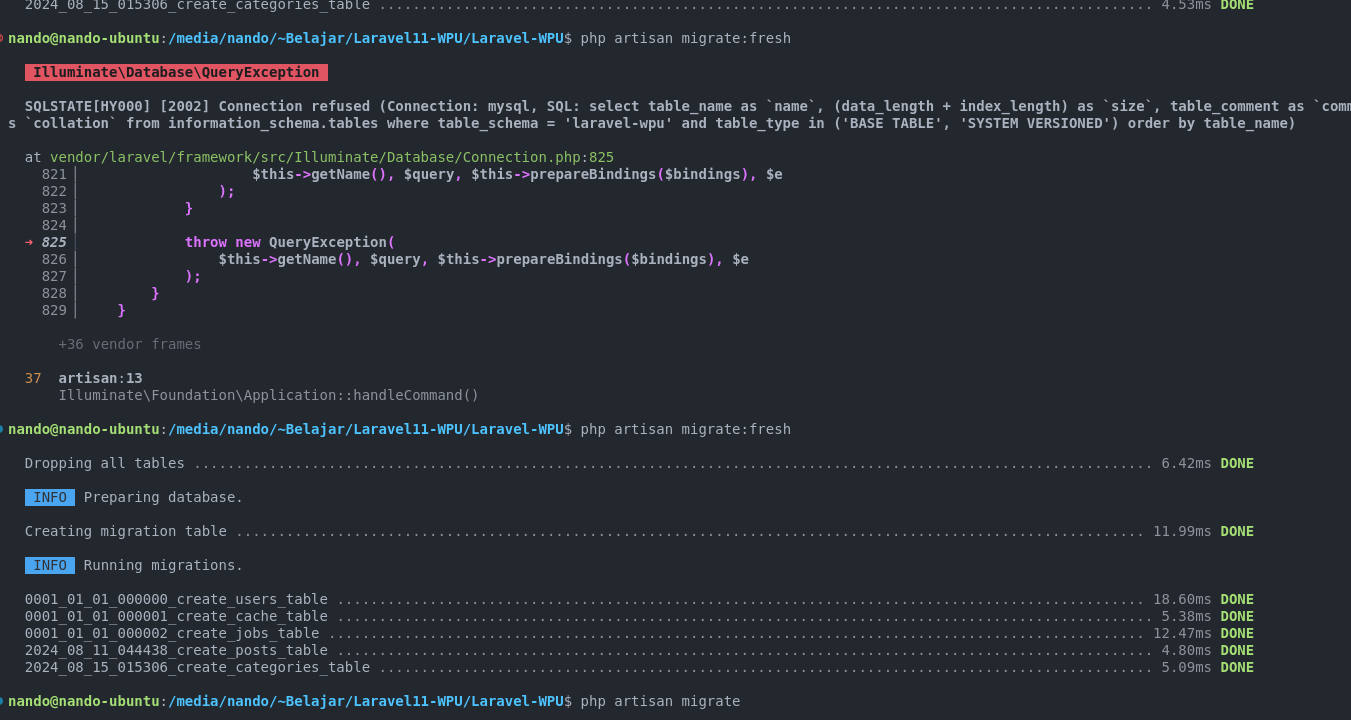 2024_08_15_015306_create_categories_table ............................................................................................ 4.53ms DONE
nando@nando-ubuntu:/media/nando/~Belajar/Laravel11-WPU/Laravel-WPU$ php artisan migrate:fresh
Illuminate\Database\QueryException
SQLSTATE[HY000] [2002] Connection refused (Connection: mysql, SQL: select table_name as `name`, (data_length + index_length) as `size`, table_comment as `comm
s `collation` from information_schema.tables where table_schema = 'laravel-wpu' and table_type in ('BASE TABLE', 'SYSTEM VERSIONED') order by table_name)
at vendor/laravel/framework/src/Illuminate/Database/Connection.php:825
821│ $this->getName(), $query, $this->prepareBindings($bindings), $e
822│ );
823│ }
824│
➜ 825│ throw new QueryException(
826│ $this->getName(), $query, $this->prepareBindings($bindings), $e
827│ );
828│ }
829│ }
+36 vendor frames
37 artisan:13
Illuminate\Foundation\Application::handleCommand()
nando@nando-ubuntu:/media/nando/~Belajar/Laravel11-WPU/Laravel-WPU$ php artisan migrate:fresh
Dropping all tables .................................................................................................................. 6.42ms DONE
INFO Preparing database.
Creating migration table ............................................................................................................ 11.99ms DONE
INFO Running migrations.
0001_01_01_000000_create_users_table ................................................................................................ 18.60ms DONE
0001_01_01_000001_create_cache_table ................................................................................................. 5.38ms DONE
0001_01_01_000002_create_jobs_table ................................................................................................. 12.47ms DONE
2024_08_11_044438_create_posts_table ................................................................................................. 4.80ms DONE
2024_08_15_015306_create_categories_table ............................................................................................ 5.09ms DONE
nando@nando-ubuntu:/media/nando/~Belajar/Laravel11-WPU/Laravel-WPU$ php artisan migrate